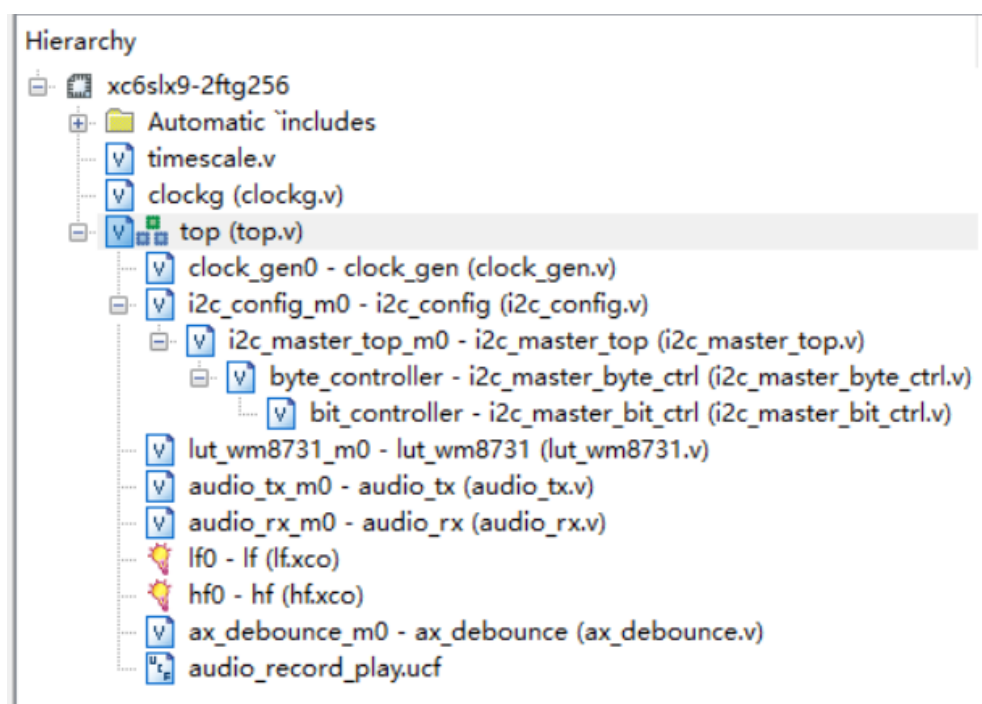 Hierarchy
xc6slx9-2ftg256
Automatic `includes
timescale.v
clockg (clockg.v)
top (top.v)
clock_gen0 - clock_gen (clock_gen.v)
i2c_config_m0 - i2c_config (i2c_config.v)
i2c_master_top_m0 - i2c_master_top (i2c_master_top.v)
byte_controller - i2c_master_byte_ctrl (i2c_master_byte_ctrl.v)
bit_controller - i2c_master_bit_ctrl (i2c_master_bit_ctrl.v)
lut_wm8731_m0 - lut_wm8731 (lut_wm8731.v)
audio_tx_m0 - audio_tx (audio_tx.v)
audio_rx_m0 - audio_rx (audio_rx.v)
lf0 - lf (lf.xco)
hf0 - hf (hf.xco)
ax_debounce_m0 - ax_debounce (ax_debounce.v)
audio_record_play.ucf